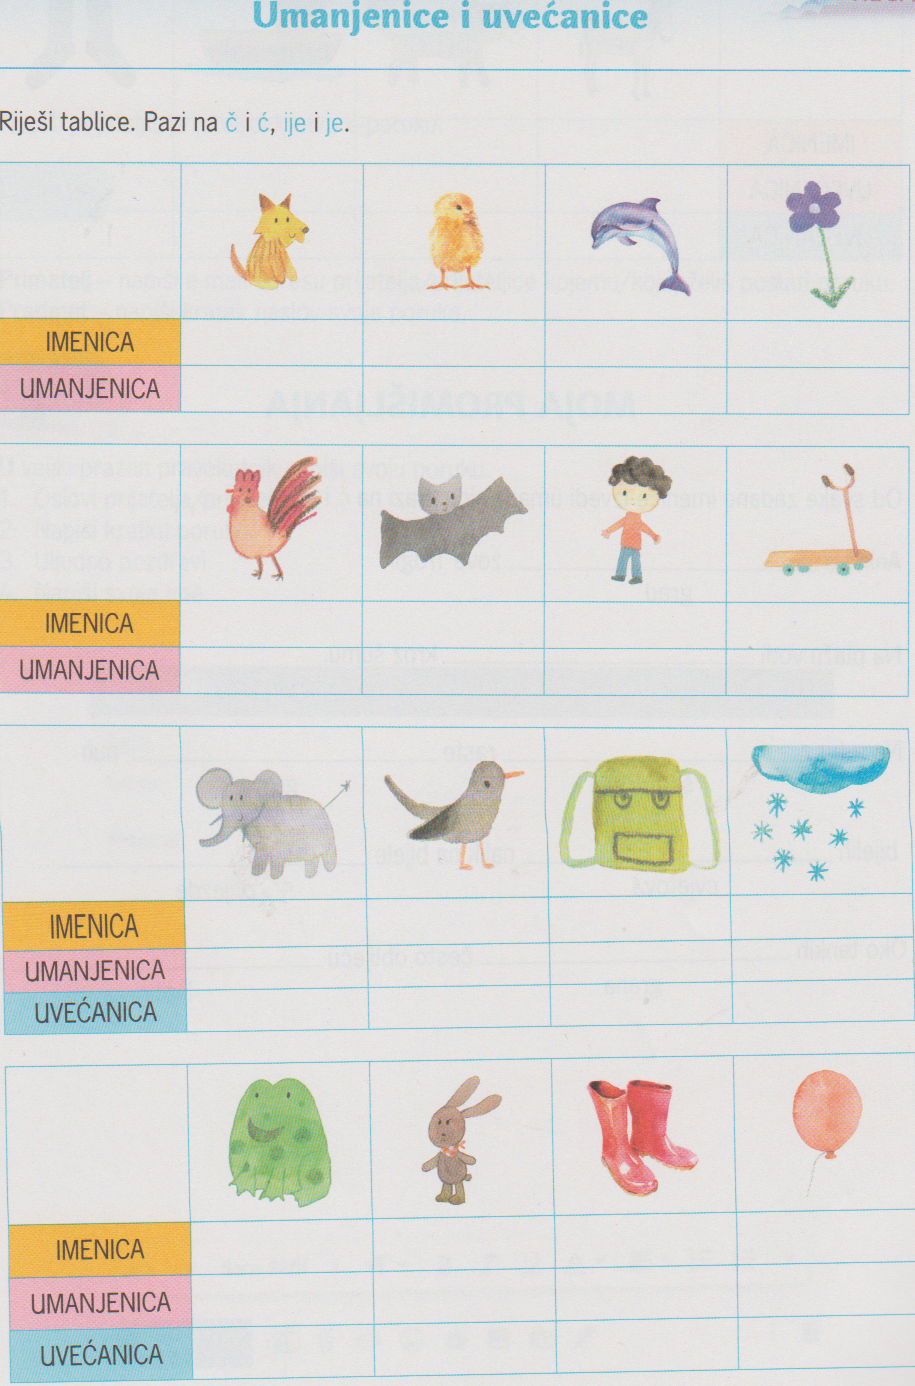 Umanjenice i uvećanice
Riješi tablice. Pazi na č i ć, ije i je.
IMENICA
UMANJENICA
IMENICA
UMANJENICA
IMENICA
UMANJENICA
UVEĆANICA
IMENICA
UMANJENICA
UVEĆANICA